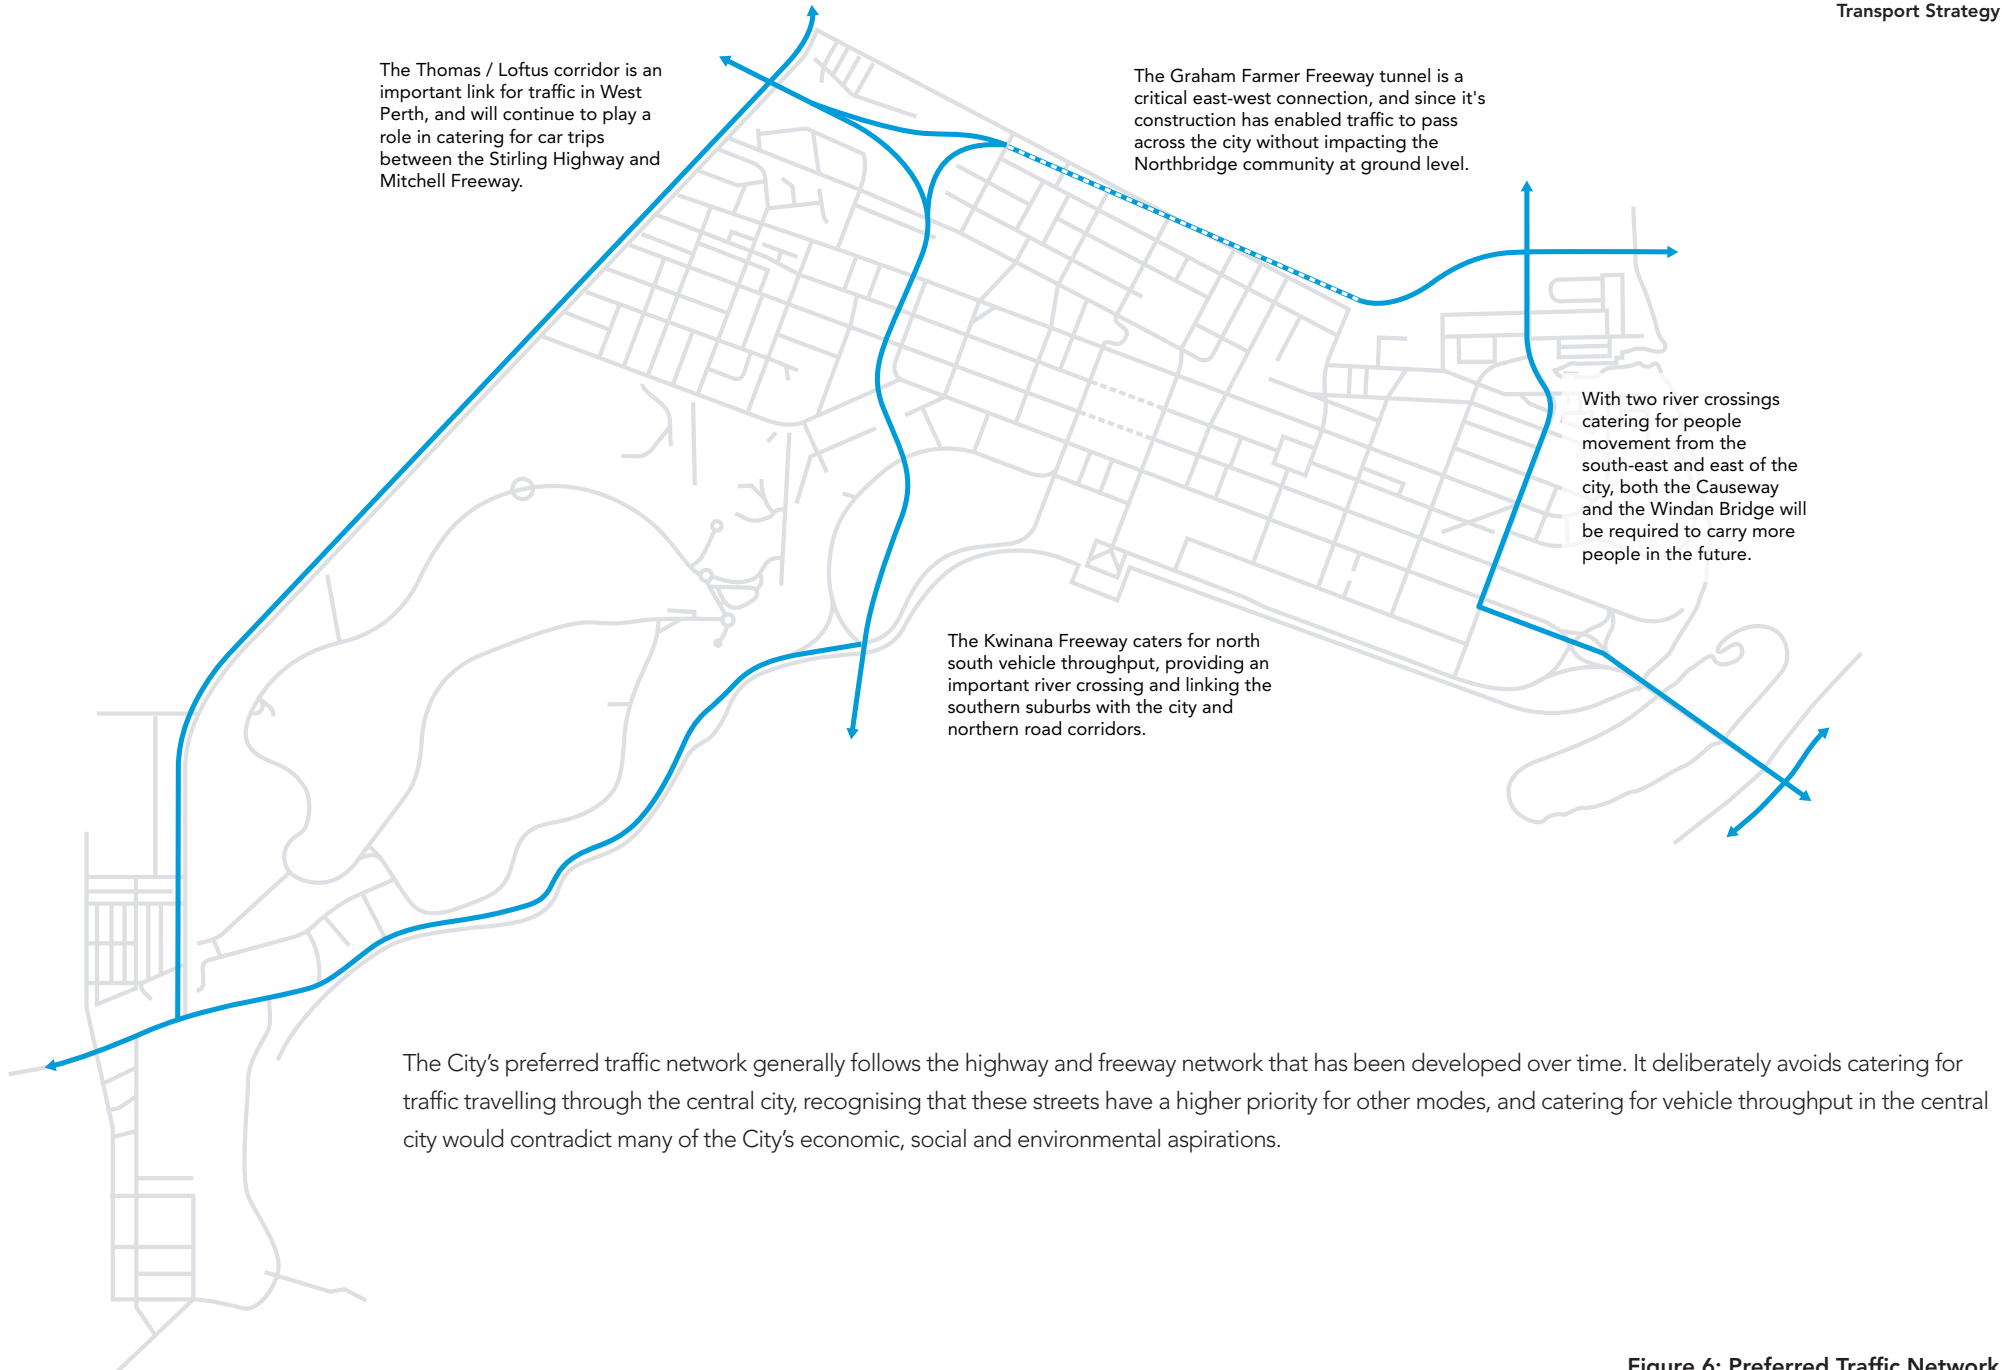 Transport Strategy
The Thomas / Loftus corridor is an
important link for traffic in West
Perth, and will continue to play a
role in catering for car trips
between the Stirling Highway and
Mitchell Freeway.
The Graham Farmer Freeway tunnel is a
critical east-west connection, and since it's
construction has enabled traffic to pass
across the city without impacting the
Northbridge community at ground level.
With two river crossings
catering for people
movement from the
south-east and east of the
city, both the Causeway
and the Windan Bridge will
be required to carry more
people in the future.
The Kwinana Freeway caters for north
south vehicle throughput, providing an
important river crossing and linking the
southern suburbs with the city and
northern road corridors.
The City’s preferred traffic network generally follows the highway and freeway network that has been developed over time. It deliberately avoids catering for
traffic travelling through the central city, recognising that these streets have a higher priority for other modes, and catering for vehicle throughput in the central
city would contradict many of the City’s economic, social and environmental aspirations.
Figure 6: Preferred Traffic Network